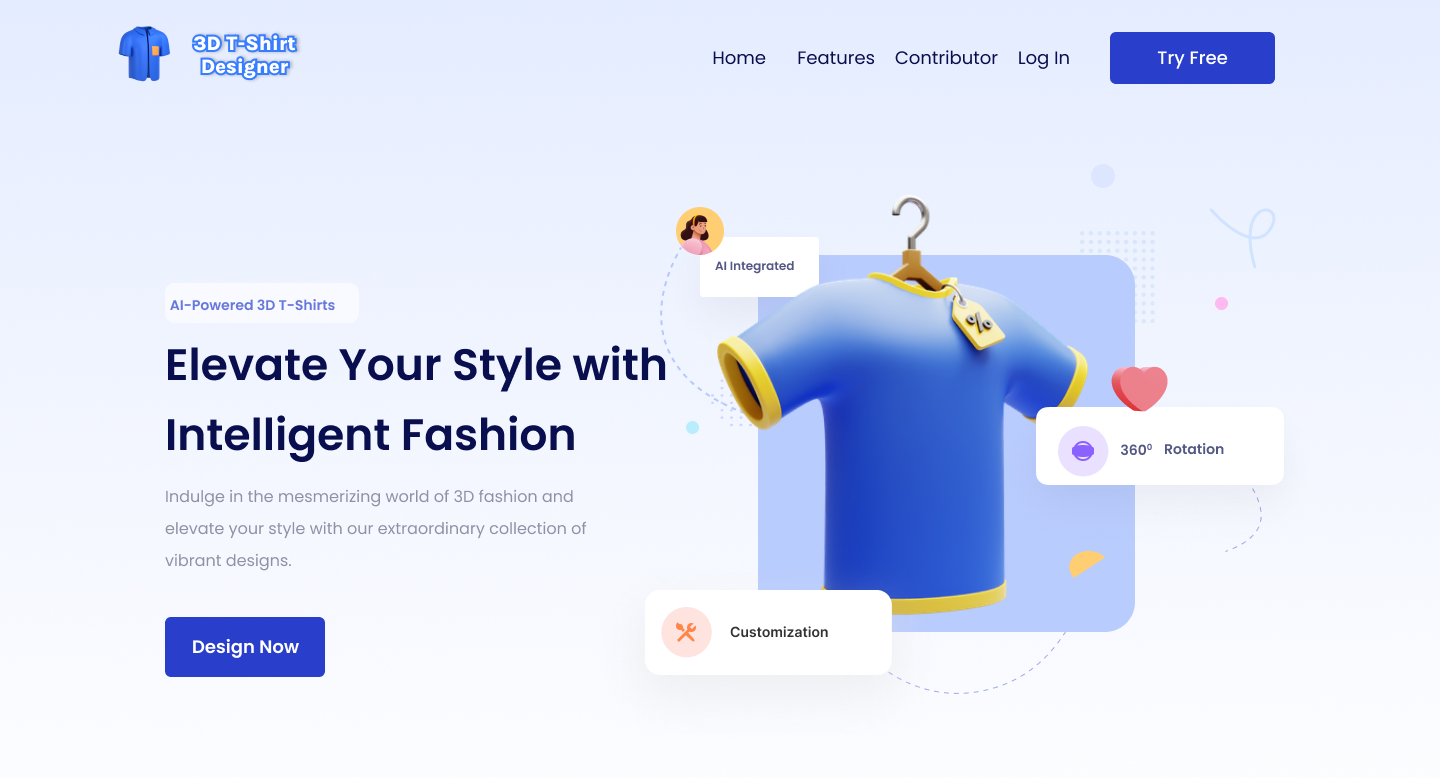 3D T-Shirt
Designer
Home Features Contributor Log In Try Free
AI Integrated
AI-Powered 3D T-Shirts
%
Elevate Your Style with
Intelligent Fashion
360⁰ Rotation
Indulge in the mesmerizing world of 3D fashion and
elevate your style with our extraordinary collection of
vibrant designs.
Design Now
Customization